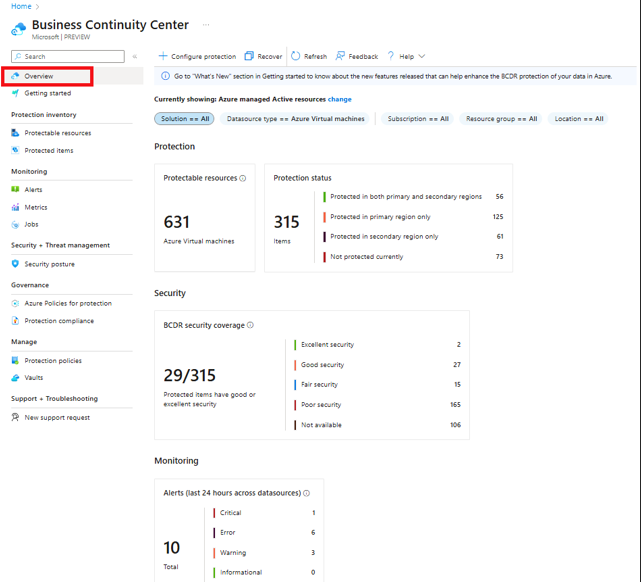 Home >
Business Continuity Center ...
Microsoft | PREVIEW
Search «
Overview
Getting started
Protection inventory
Protectable resources
Protected items
Monitoring
Alerts
Metrics
Jobs
Security + Threat management
Security posture
Governance
Azure Policies for protection
Protection compliance
Manage
Protection policies
Vaults
Support + Troubleshooting
New support request
Configure protection Recover Refresh Feedback Help
Go to "What's New" section in Getting started to know about the new features released that can help enhance the BCDR protection of your data in Azure.
Currently showing: Azure managed Active resources change
Solution == All Datasource type == Azure Virtual machines Subscription == All Resource group == All Location == All
Protection
Protectable resources
631
Azure Virtual machines
Protection status
315
Items
Protected in both primary and secondary regions 56
Protected in primary region only 125
Protected in secondary region only 61
Not protected currently 73
Security
BCDR security coverage
29/315
Protected items have good or
excellent security
Excellent security 2
Good security 27
Fair security 15
Poor security 165
Not available 106
Monitoring
Alerts (last 24 hours across datasources)
10
Total
Critical 1
Error 6
Warning 3
Informational 0